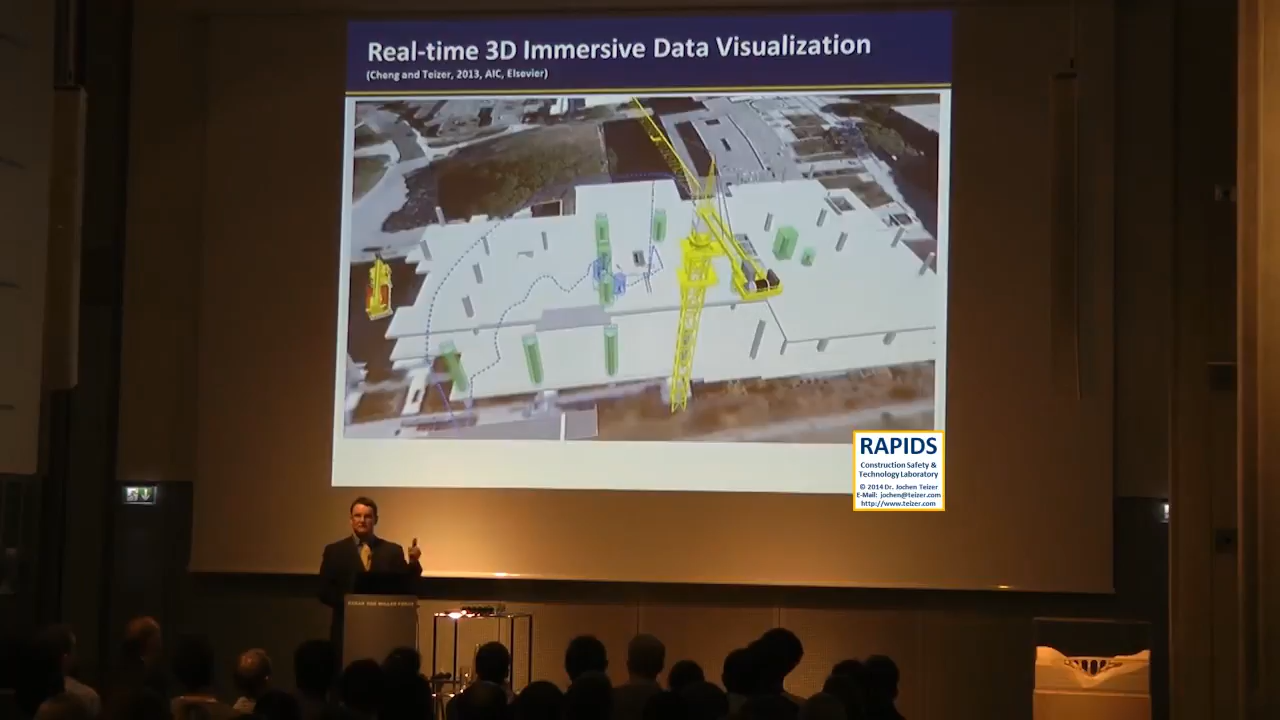 Real-time 3D Immersive Data Visualization
(Cheng and Teizer, 2013, AIC, Elsevier)
RAPIDS
Construction Safety &
Technology Laboratory
© 2014 Dr. Jochen Teizer
E-Mail: jochen@teizer.com
http://www.teizer.com